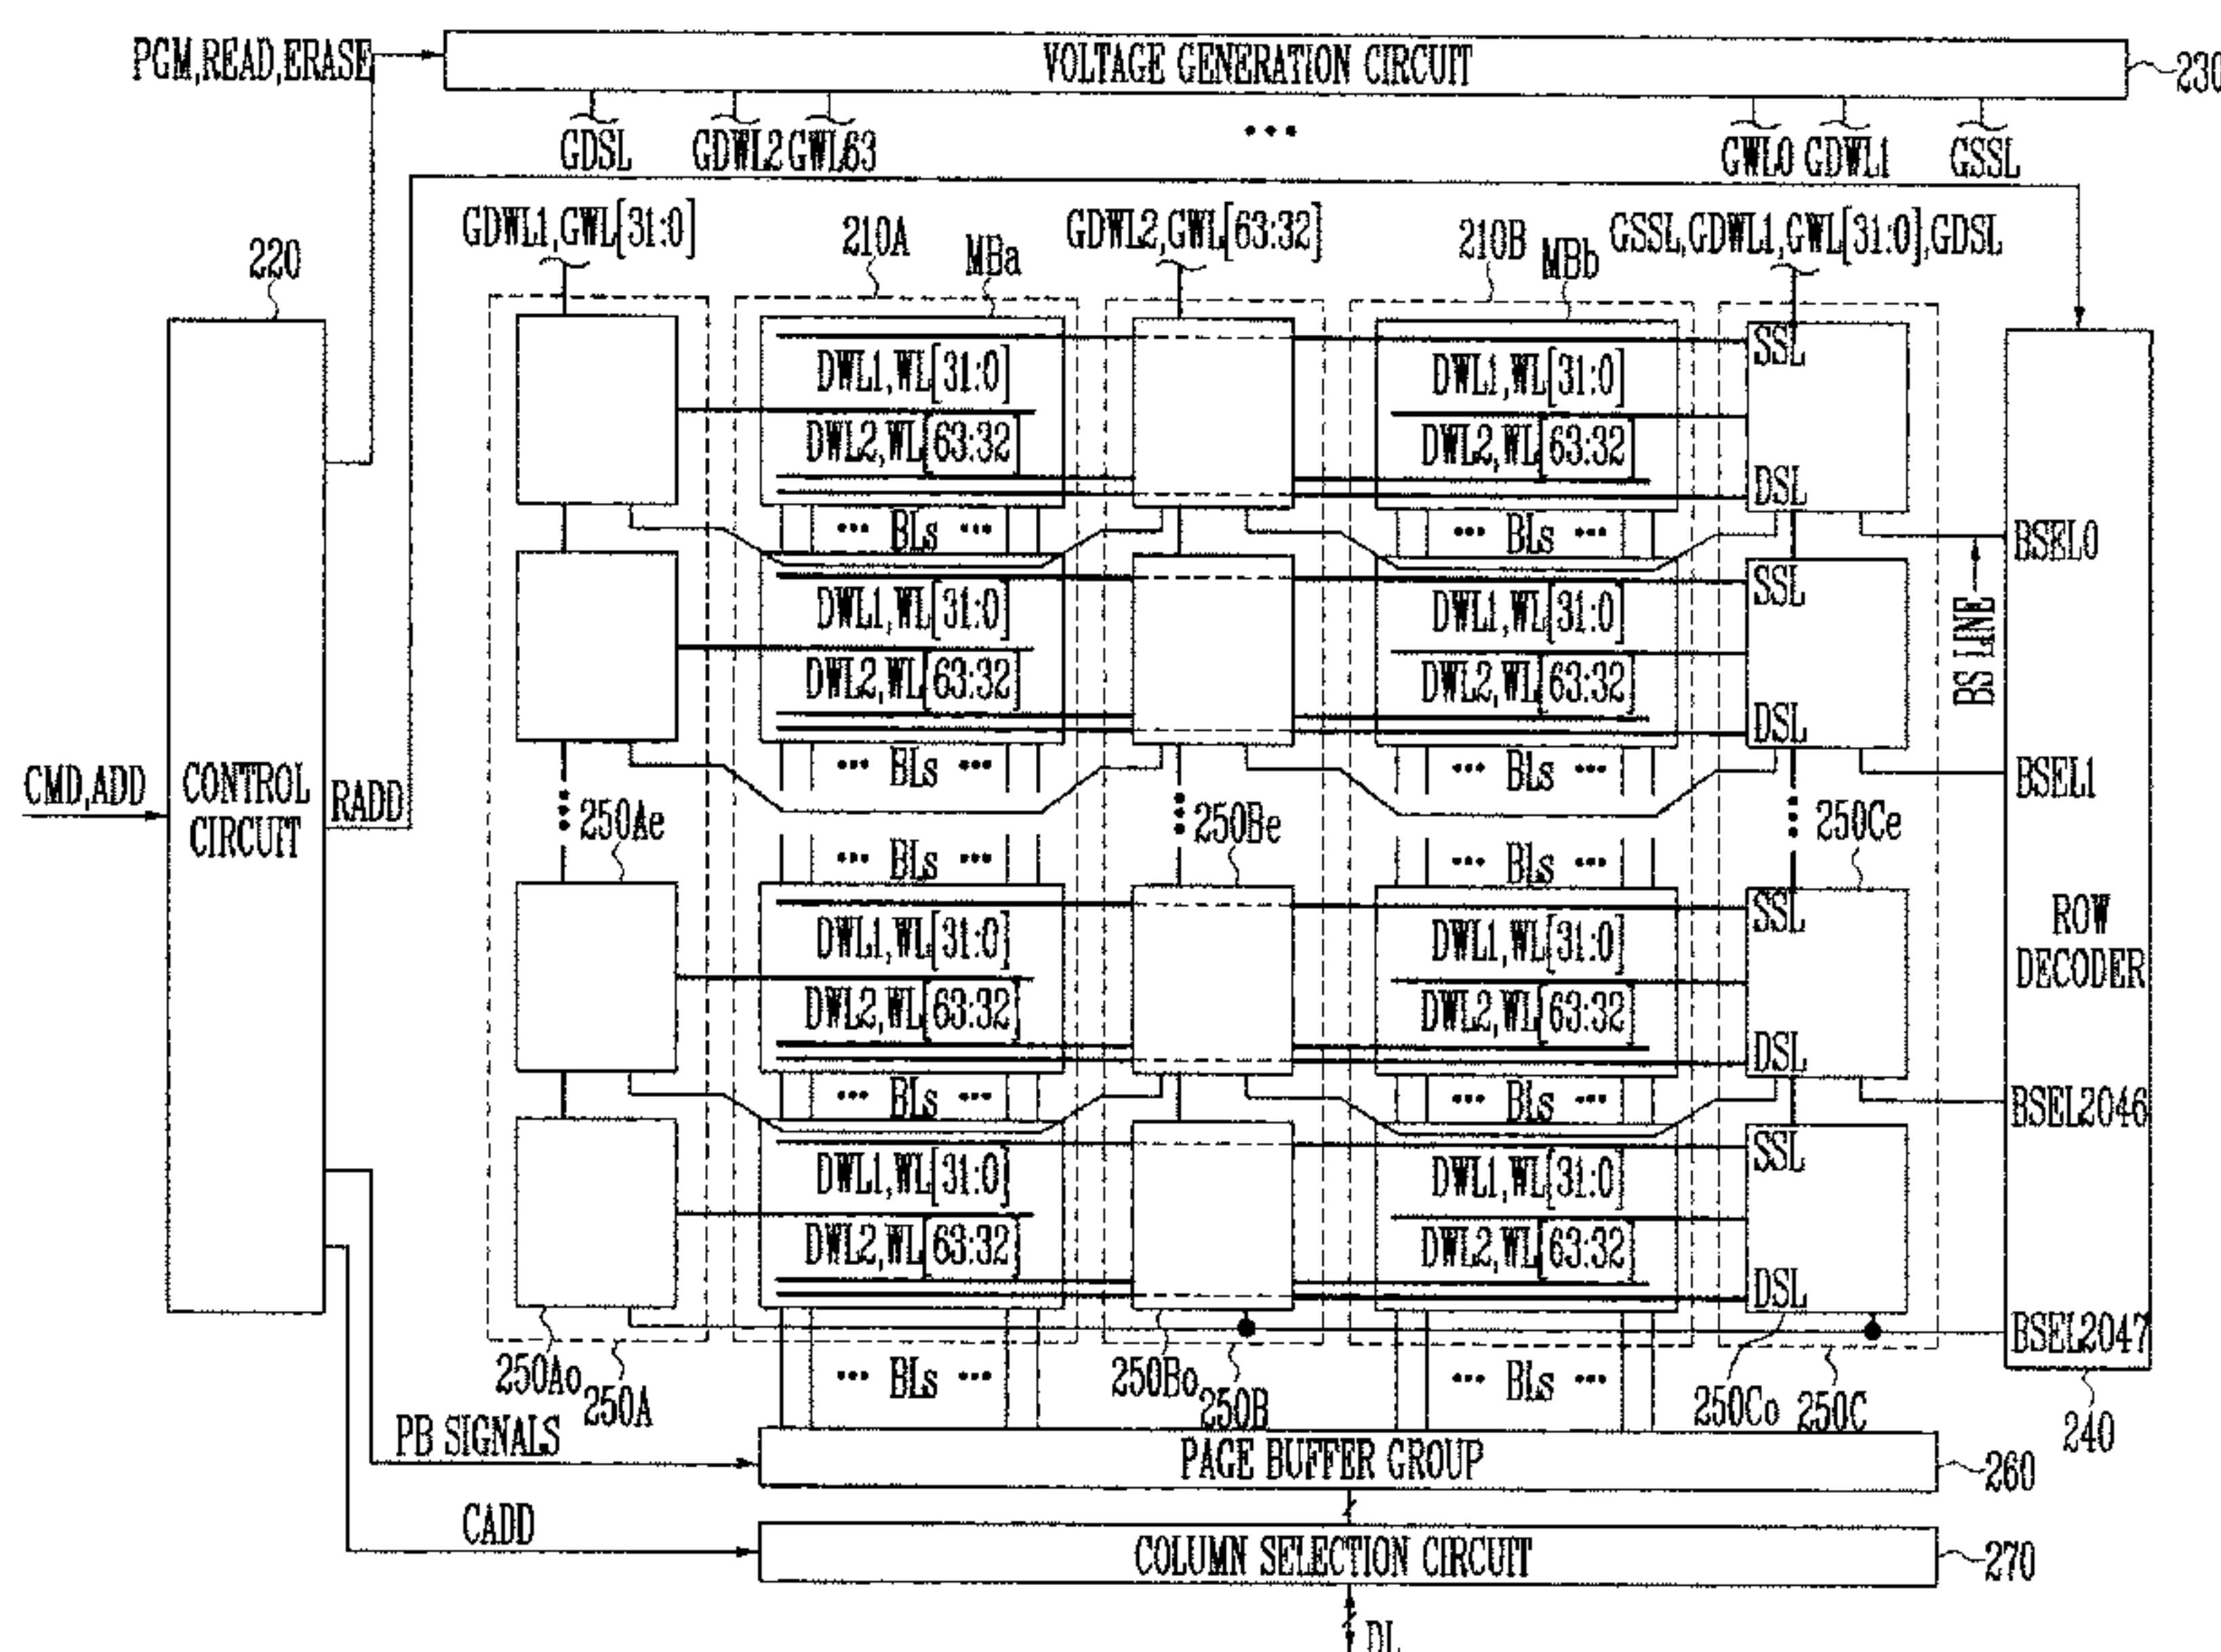 PGM,READ,ERASE
VOLTAGE GENERATION CIRCUIT
230
GDSL GDWL2 GWL63 ••• GWL0 GDWL1 GSSL
GDWL1,GWL[31:0] 210A MBa GDWL2,GWL[63:32] 210B MBb GSSL,GDWL1,GWL[31:0],GDSL
220
SSL
DWL1,WL[31:0] DWL1,WL[31:0]
DWL2,WL[63:32] DWL2,WL[63:32]
DSL
••• BLs ••• ••• BLs ••• BSEL0
SSL
DWL1,WL[31:0] DWL1,WL[31:0]
BS LINE
DWL2,WL[63:32] DWL2,WL[63:32]
DSL
••• BLs ••• ••• BLs ••• BSEL1
CMD,ADD
CONTROL CIRCUIT
RADD
250Ae 250Be 250Ce
••• BLs ••• ••• BLs •••
SSL
DWL1,WL[31:0] DWL1,WL[31:0]
ROW DECODER
DWL2,WL[63:32] DWL2,WL[63:32]
DSL
••• BLs ••• ••• BLs ••• BSEL2046
SSL
DWL1,WL[31:0] DWL1,WL[31:0]
DWL2,WL[63:32] DWL2,WL[63:32]
DSL
BSEL2047
250Ao 250A ••• BLs ••• 250Bo 250B ••• BLs ••• 250Co 250C 240
PB SIGNALS
PAGE BUFFER GROUP
260
CADD
COLUMN SELECTION CIRCUIT
270
DL